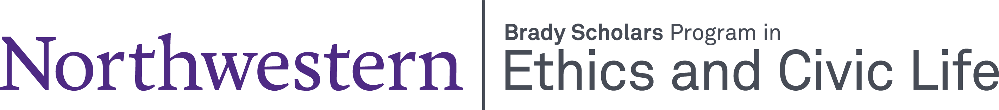 Northwestern
Brady Scholars Program in
Ethics and Civic Life